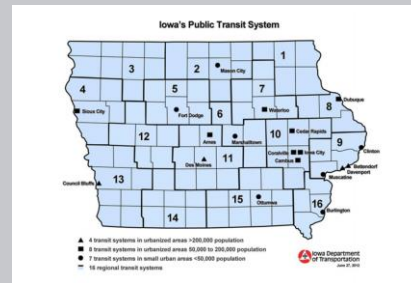 Iowa's Public Transit System
1
2
Mason City
3
4
5
7
8
Dubuque
Sioux City
Fort Dodge
6
Waterloo
12
Ames
Marshalltown
10
Cedar Rapids
9
Clinton
Coralville
Iowa City
Cambus
Des Moines
11
Bettendorf
Davenport
Council Bluffs
13
Muscatine
15
Ottumwa
16
14
Burlington
4 transit systems in urbanized areas >200,000 population
8 transit systems in urbanized areas 50,000 to 200,000 population
7 transit systems in small urban areas <50,000 population
16 regional transit systems
Iowa Department
of Transportation
June 27, 2013